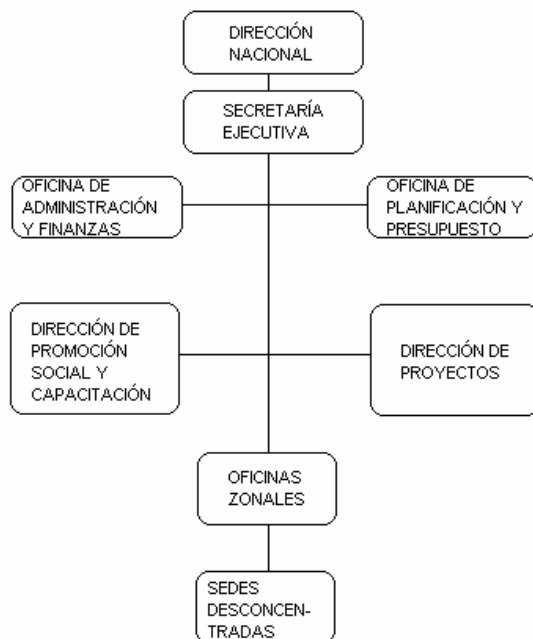 DIRECCIÓN
NACIONAL
SECRETARÍA
EJECUTIVA
OFICINA DE
ADMINISTRACIÓN
Y FINANZAS
OFICINA DE
PLANIFICACIÓN Y
PRESUPUESTO
DIRECCIÓN DE
PROMOCIÓN
SOCIAL Y
CAPACITACIÓN
DIRECCIÓN DE
PROYECTOS
OFICINAS
ZONALES
SEDES
DESCONCEN-
TRADAS